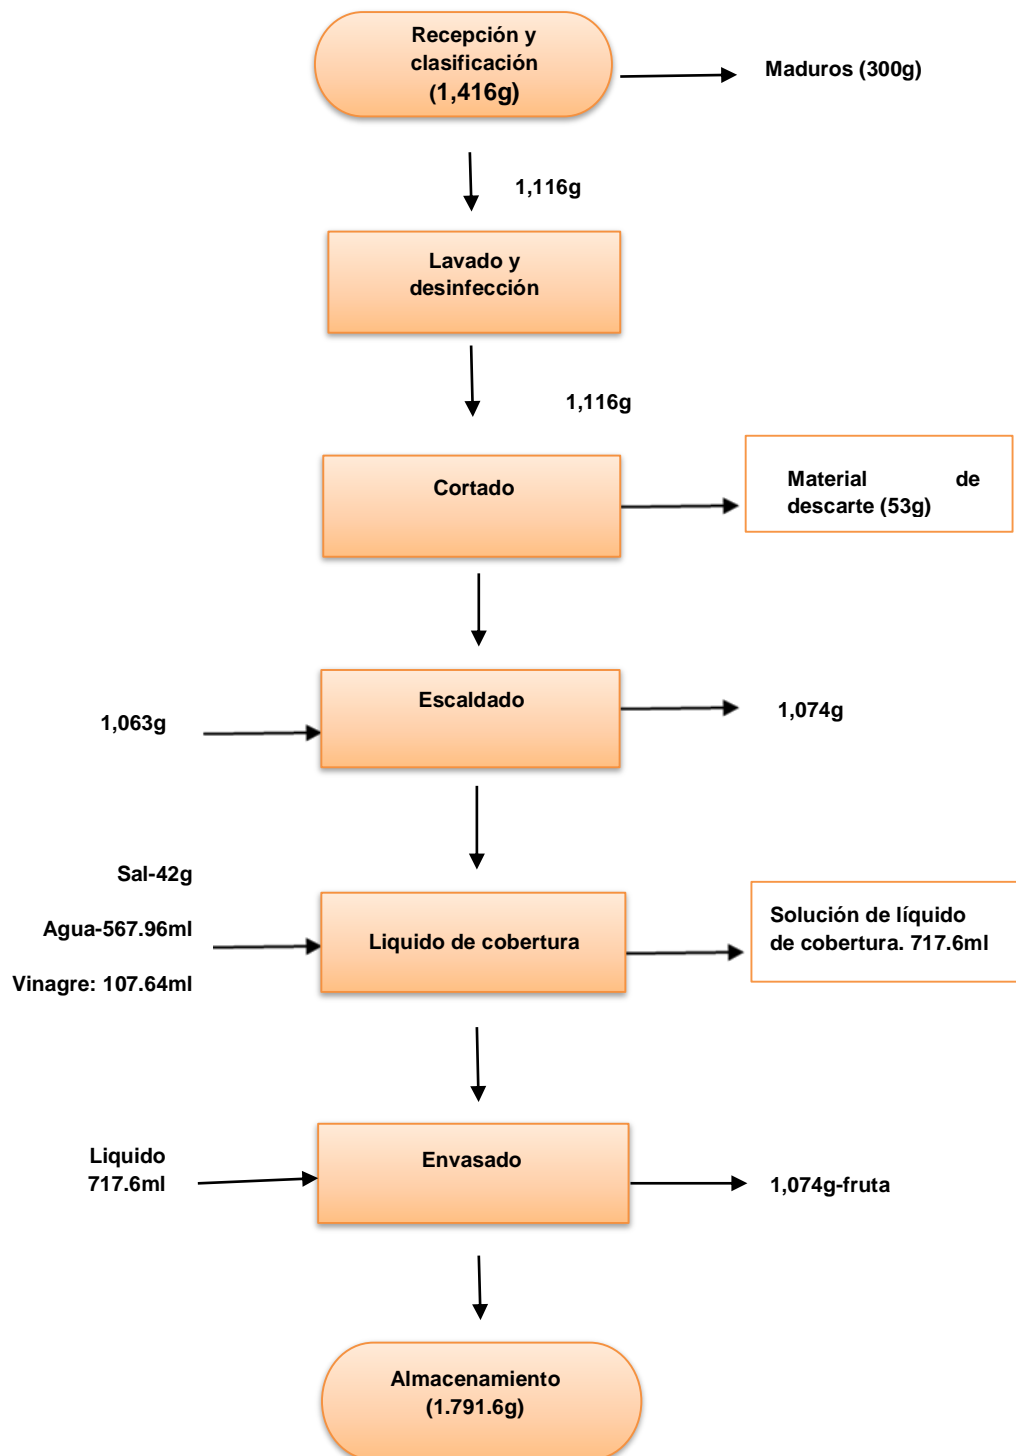 Recepción y
clasificación
(1,416g)
Maduros (300g)
1,116g
Lavado y
desinfección
1,116g
Cortado
Material de
descarte (53g)
Escaldado
1,063g
1,074g
Sal-42g
Agua-567.96ml
Vinagre: 107.64ml
Liquido de cobertura
Solución de líquido
de cobertura. 717.6ml
Liquido
717.6ml
Envasado
1,074g-fruta
Almacenamiento
(1.791.6g)